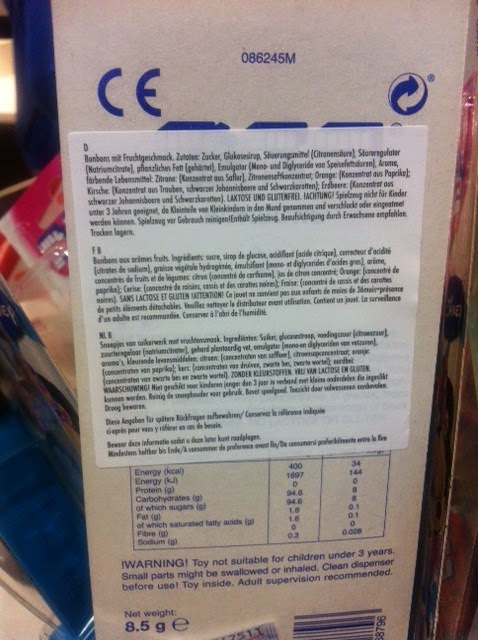 086245M
CE
D
Bonbons mit Fruchtgeschmack. Zutaten: Zucker, Glukosesirup, Säuerungsmittel (Citronensäure), Säureregulator
(Natriumcitrate), pflanzliches Fett (gehärtet), Emulgator (Mono- und Diglyceride von Speisefettsäuren), Aroma,
färbende Lebensmittel: Zitrone: (Konzentrat aus Saflor), Zitronensaftkonzentrat; Orange: (Konzentrat aus Paprika);
Kirsche: (Konzentrat aus Trauben, schwarzer Johannisbeere und Schwarzkarotten); Erdbeere: (Konzentrat aus
schwarzer Johannisbeere und Schwarzkarotten). LAKTOSE UND GLUTENFREI. !ACHTUNG! Spielzeug nicht für Kinder
unter 3 Jahren geeignet, da Kleinteile von Kleinkindern in den Mund genommen und verschluckt oder eingeatmet
werden können. Spielzeug vor Gebrauch reinigen!Enthält Spielzeug. Beaufsichtigung durch Erwachsene empfohlen.
Trocken lagern.
F B
Bonbons aux arômes fruits. Ingrédients: sucre, sirop de glucose, acidifiant (acide citrique), correcteur d'acidité
(citrates de sodium), graisse végétale hydrogénée, émulsifiant (mono- et diglycérides d'acides gras), arôme,
concentrés de fruits et de légumes: citron (concentré de carthame), jus de citron concentré; Orange: (concentré de
paprika); Cerise: (concentré de raisins, cassis et des carottes noires); Fraise: (concentré de cassis et des carottes
noires). SANS LACTOSE ET GLUTEN !ATTENTION! Ce jouet ne convient pas aux enfants de moins de 36mois-présence
de petits éléments détachables. Veuillez nettoyer le distributeur avant utilisation. Contient un jouet. La surveillance
d'un adulte est recommandée. Conserver à l'abri de l'humidité.
NL B
Snoepjes van suikerwerk met vruchtensmaak. Ingrediënten: Suiker, glucosestroop, voedingszuur (citroenzuur),
zuurteregelaar (natriumcitraten), gehard plantaardig vet, emulgator (mono-en diglyceriden van vetzuren),
aroma's, kleurende levensmiddelen: citroen: (concentraten van saffloer), citroensapconcentraat; oranje:
(concentraten van paprika); kers: (concentraten van druiven, zwarte bes, en zwarte wortel); aardbei:
(concentraten van zwarte bes en zwarte wortel). ZONDER KLEURSTOFFEN. VRIJ VAN LACTOSE EN GLUTEN.
WAARSCHUWING! Niet geschikt voor kinderen jonger dan 3 jaar in verband met kleine onderdelen die ingeslikt
kunnen worden. Reinig de snoephouder voor gebruik. Bevat speelgoed. Toezicht door volwassenen aanbevolen.
Droog bewaren.
Diese Angaben für spätere Rückfragen aufbewahren/ Conservez la référence indiquée
ci-après pour vous y référer en cas de besoin.
Bewaar deze informatie zodat u deze later kunt raadplegen.
Mindestens haltbar bis Ende/A consommer de préférence avant fin/De consumarsi preferibilmente entro la fine
Energy (kcal) 400 34
Energy (kJ) 1697 144
Protein (g) 0 0
Carbohydrates (g) 94.6 8
of which sugars (g) 94.6 8
Fat (g) 1.6 0.1
of which saturated fatty acids (g) 1.6 0.1
Fibre (g) 0 0
Sodium (g) 0.3 0.026
!WARNING! Toy not suitable for children under 3 years.
Small parts might be swallowed or inhaled. Clean dispenser
before use! Toy inside. Adult supervision recommended.
Net weight:
8.5 g e
7511